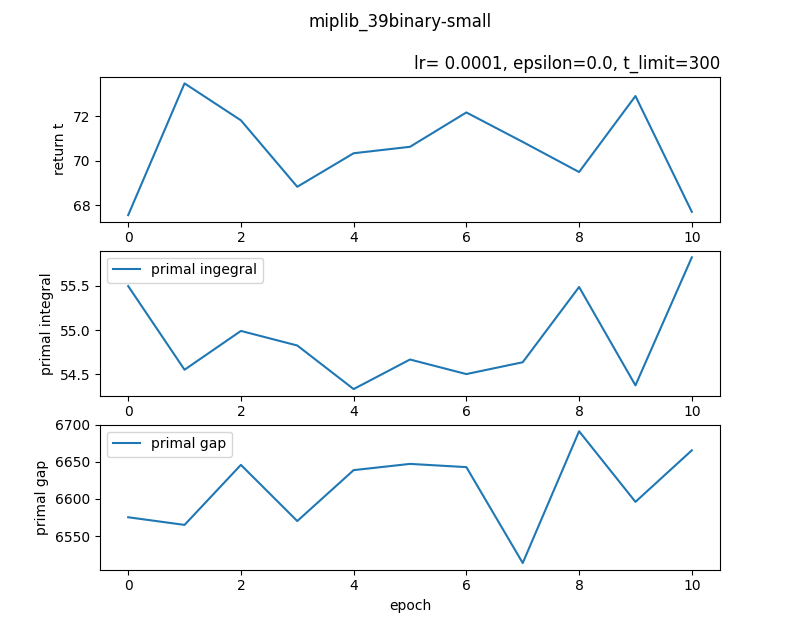 miplib_39binary-small
lr= 0.0001, epsilon=0.0, t_limit=300
return t
72
70
68
0 2 4 6 8 10
primal integral
primal ingegral
55.5
55.0
54.5
0 2 4 6 8 10
primal gap
primal gap
6700
6650
6600
6550
0 2 4 6 8 10
epoch